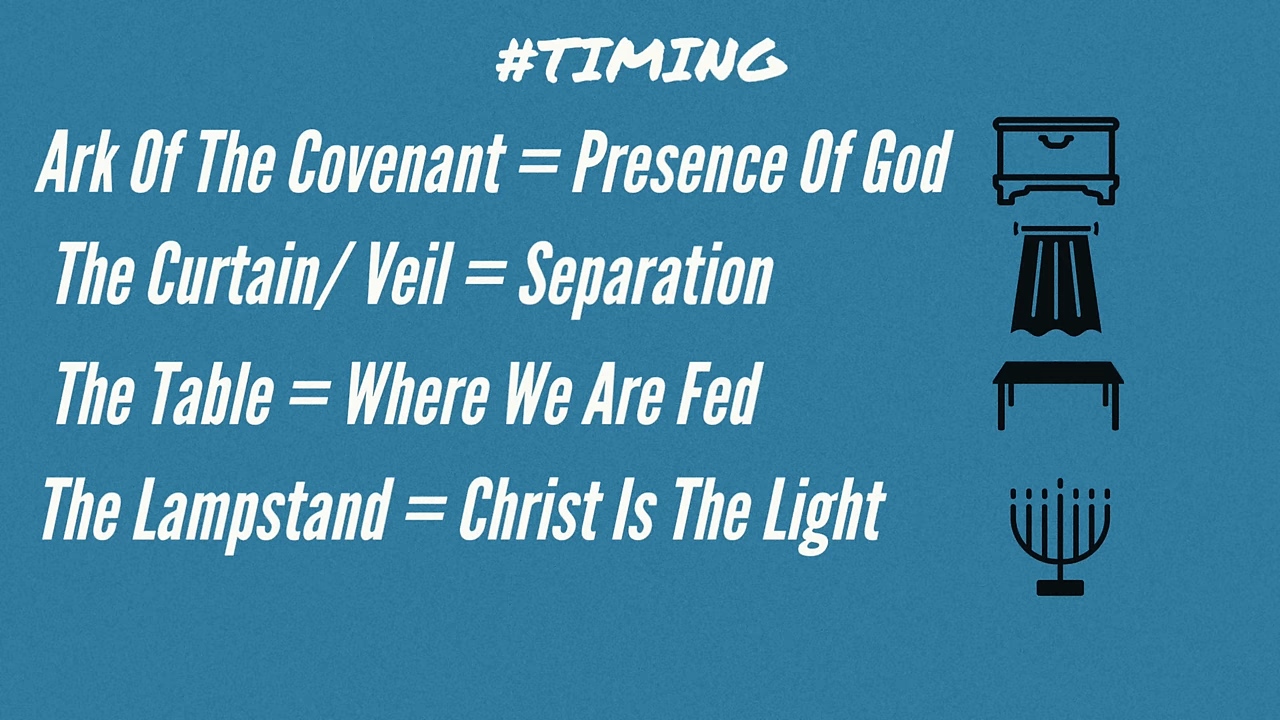 #TIMING
Ark Of The Covenant = Presence Of God
The Curtain/ Veil = Separation
The Table = Where We Are Fed
The Lampstand = Christ Is The Light